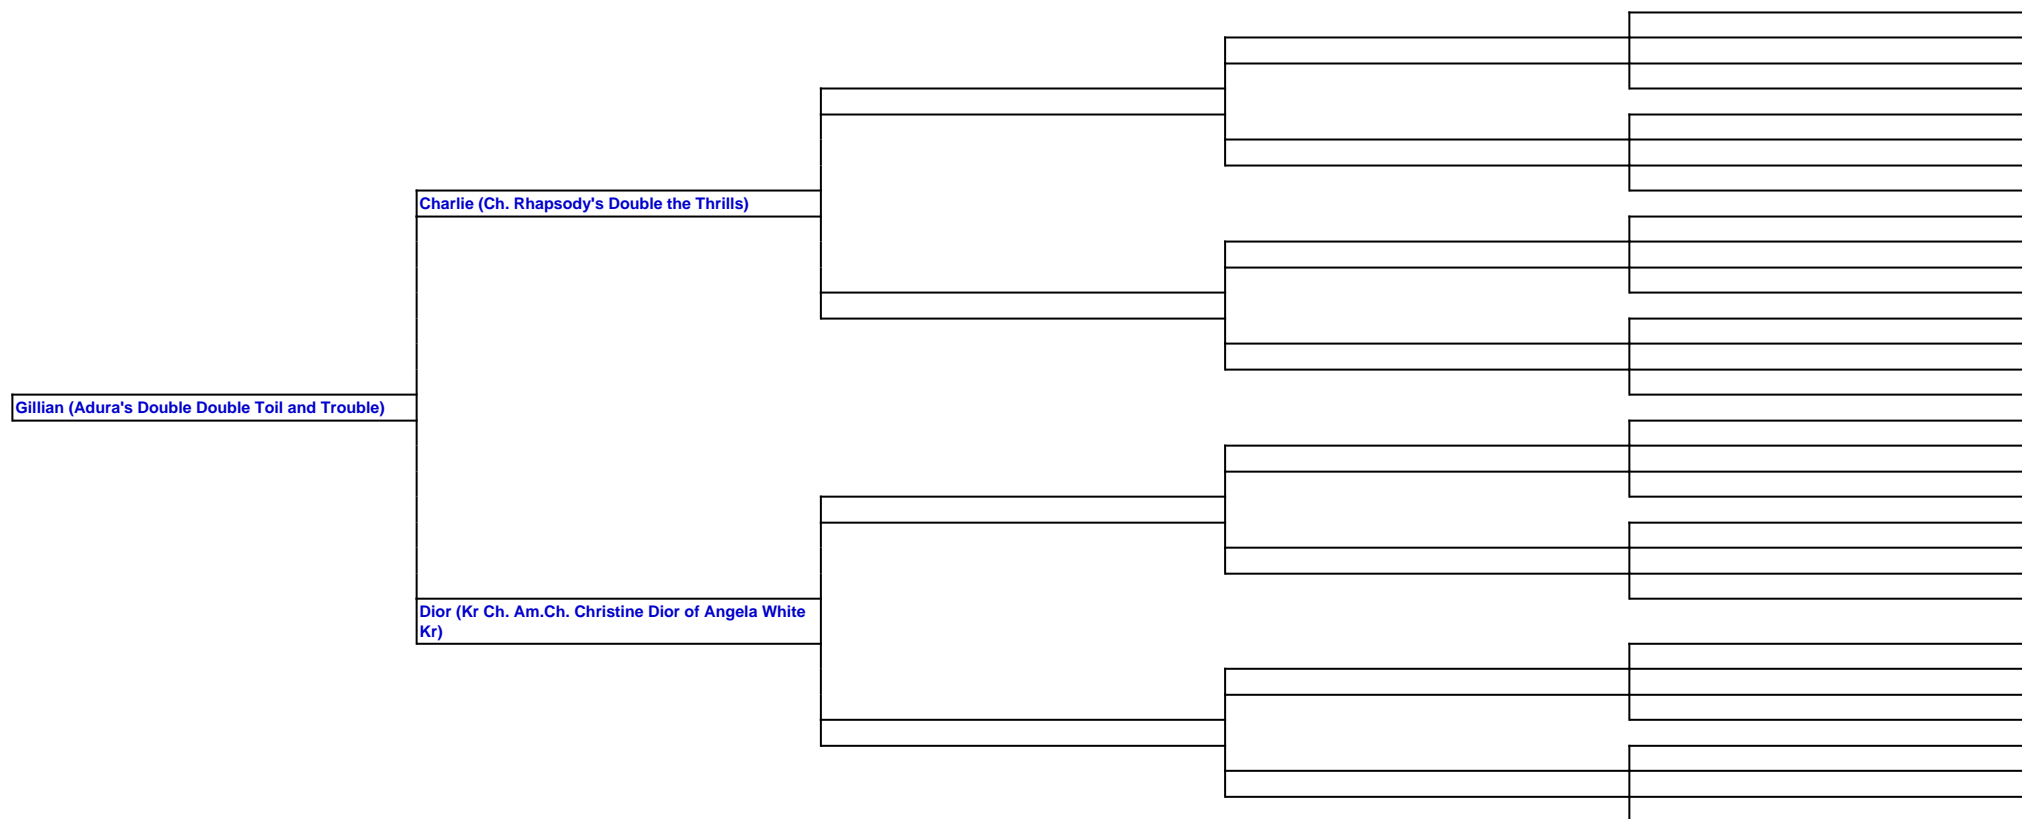 Charlie (Ch. Rhapsody's Double the Thrills)
Gillian (Adura's Double Double Toil and Trouble)
Dior (Kr Ch. Am.Ch. Christine Dior of Angela White
Kr)